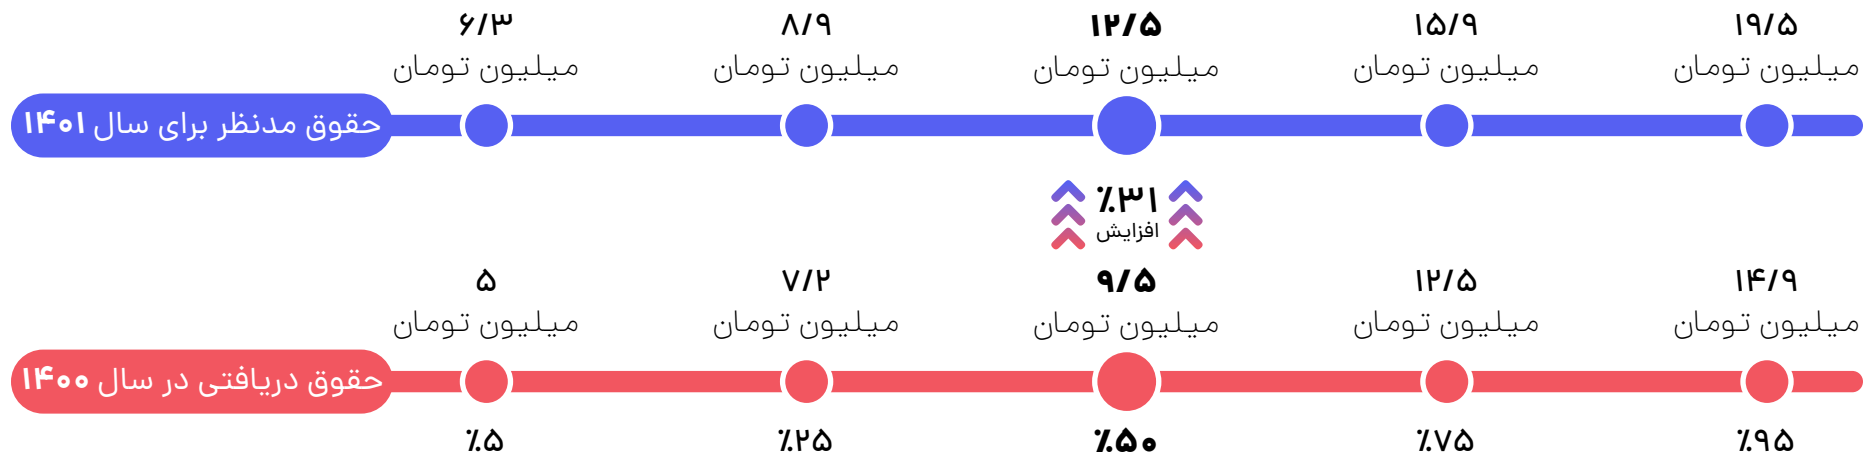 ۶/۳
میلیون تومان
۸/۹
میلیون تومان
۱۲/۵
میلیون تومان
۱۵/۹
میلیون تومان
۱۹/۵
میلیون تومان
حقوق مدنظر برای سال ۱۴۰۱
٪۳۱
افزایش
۵
میلیون تومان
۷/۲
میلیون تومان
۹/۵
میلیون تومان
۱۲/۵
میلیون تومان
۱۴/۹
میلیون تومان
حقوق دریافتی در سال ۱۴۰۰
٪۵
٪۲۵
٪۵۰
٪۷۵
٪۹۵